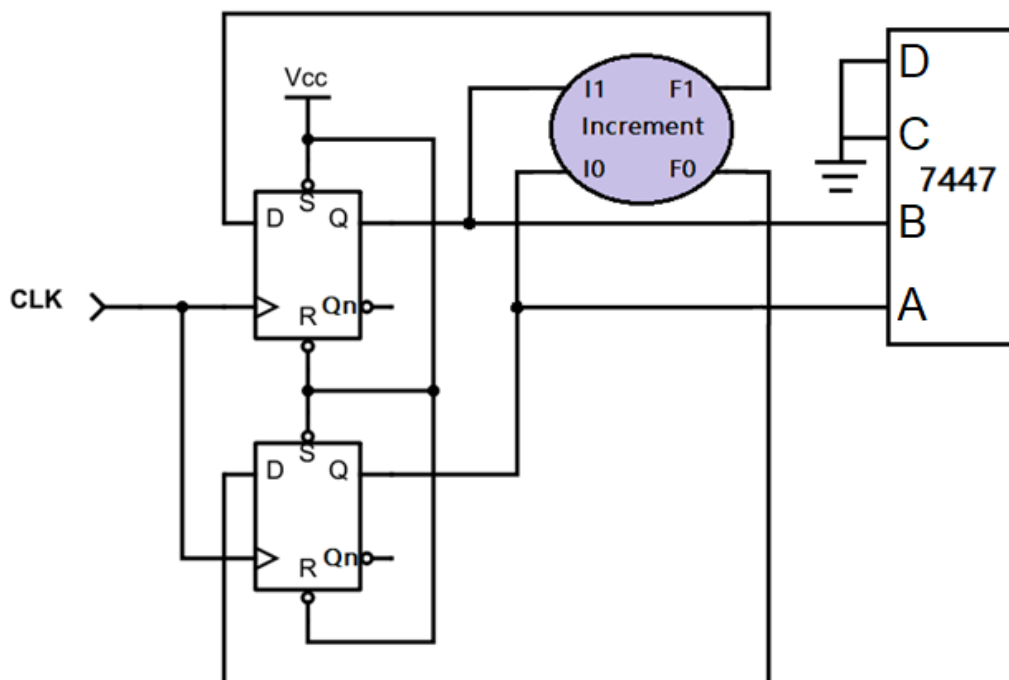 Vcc
I1 F1
Increment
I0 F0
D
C
7447
B
A
S
D Q
CLK
Qn
R
S
D Q
Qn
R